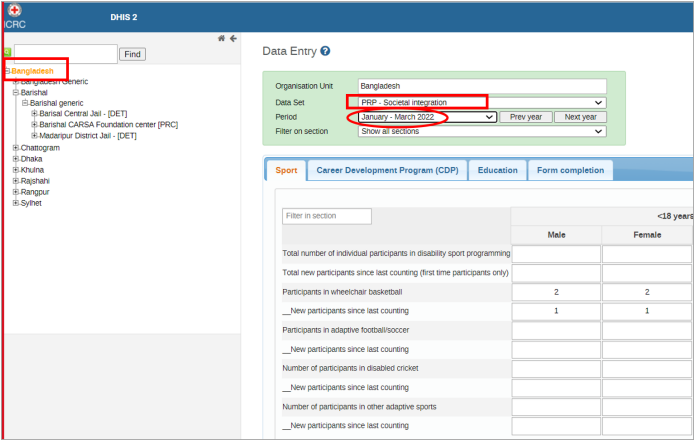 ICRC
DHIS 2
Find
Bangladesh
Bangladesh Generic
Barishal
Barishal generic
Barisal Central Jail - [DET]
Barishal CARSA Foundation center [PRC]
Madaripur District Jail - [DET]
Chattogram
Dhaka
Khulna
Rajshahi
Rangpur
Sylhet
Data Entry ?
Organisation Unit Bangladesh
Data Set PRP - Societal integration
Period January - March 2022 Prev year Next year
Filter on section Show all sections
Sport Career Development Program (CDP) Education Form completion
Filter in section <18 years
Male Female
Total number of individual participants in disability sport programming
Total new participants since last counting (first time participants only)
Participants in wheelchair basketball 2 2
__New participants since last counting 1 1
Participants in adaptive football/soccer
__New participants since last counting
Number of participants in disabled cricket
__New participants since last counting
Number of participants in other adaptive sports
__New participants since last counting